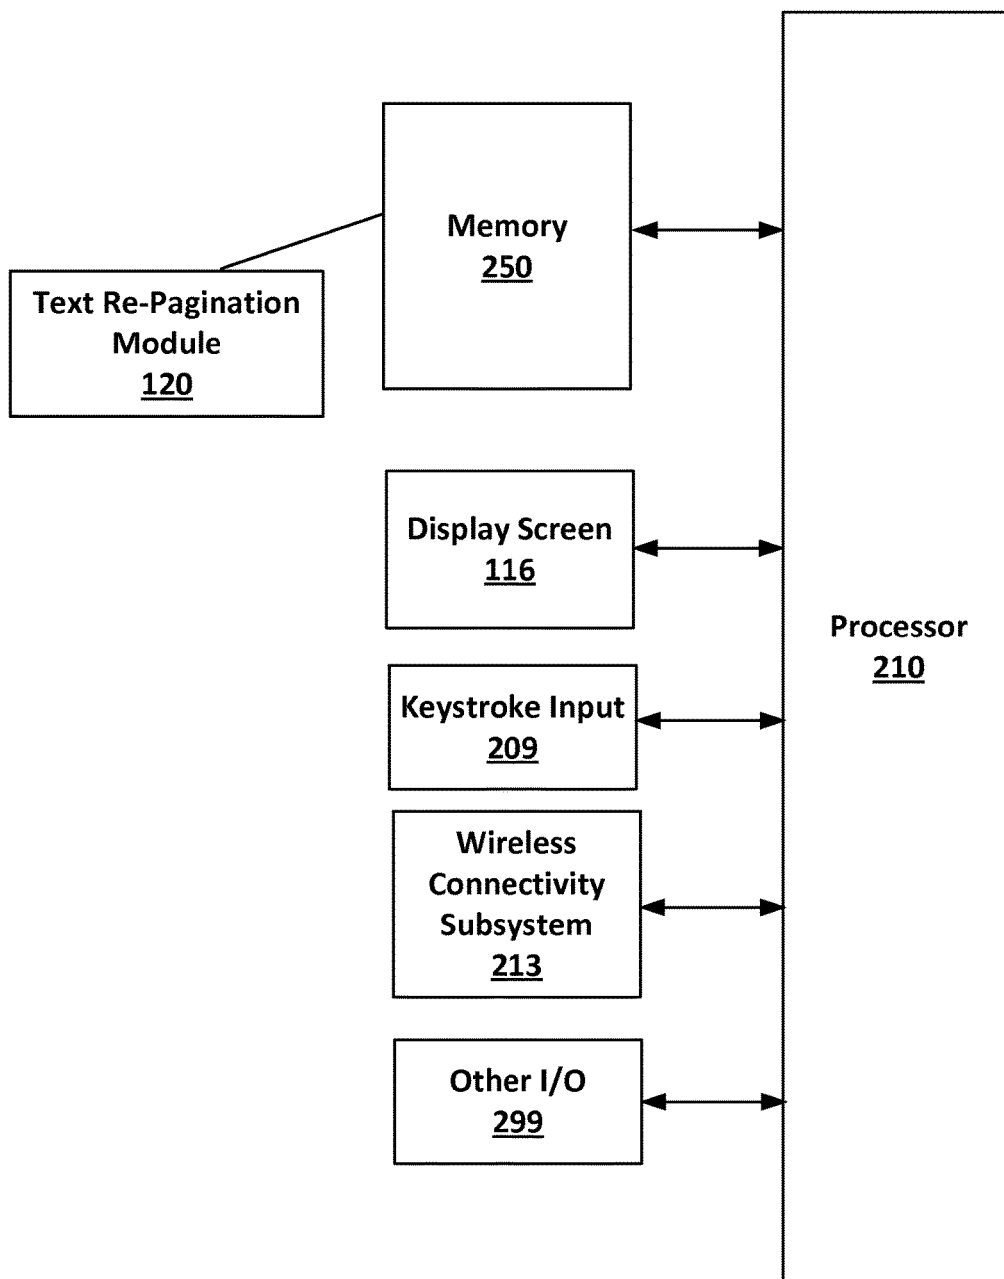 Memory
250
Text Re-Pagination
Module
120
Display Screen
116
Processor
210
Keystroke Input
209
Wireless
Connectivity
Subsystem
213
Other I/O
299